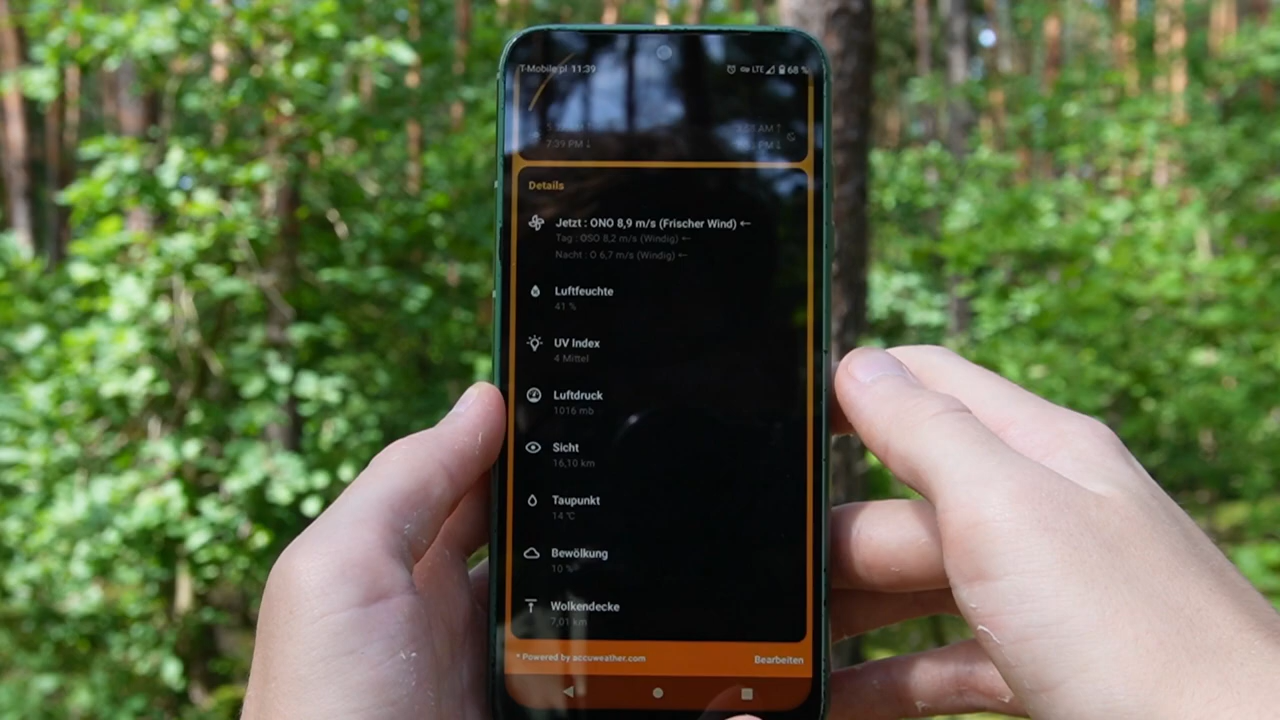 T-Mobile.pl 11:39
LTE 68 %
7:39 PM ↓
Details
Jetzt : ONO 8,9 m/s (Frischer Wind) ←
Tag : OSO 8,2 m/s (Windig) ←
Nacht : O 6,7 m/s (Windig) ←
Luftfeuchte
41 %
UV Index
4 Mittel
Luftdruck
1016 mb
Sicht
16,10 km
Taupunkt
14 °C
Bewölkung
10 %
Wolkendecke
7,01 km
* Powered by accuweather.com
Bearbeiten